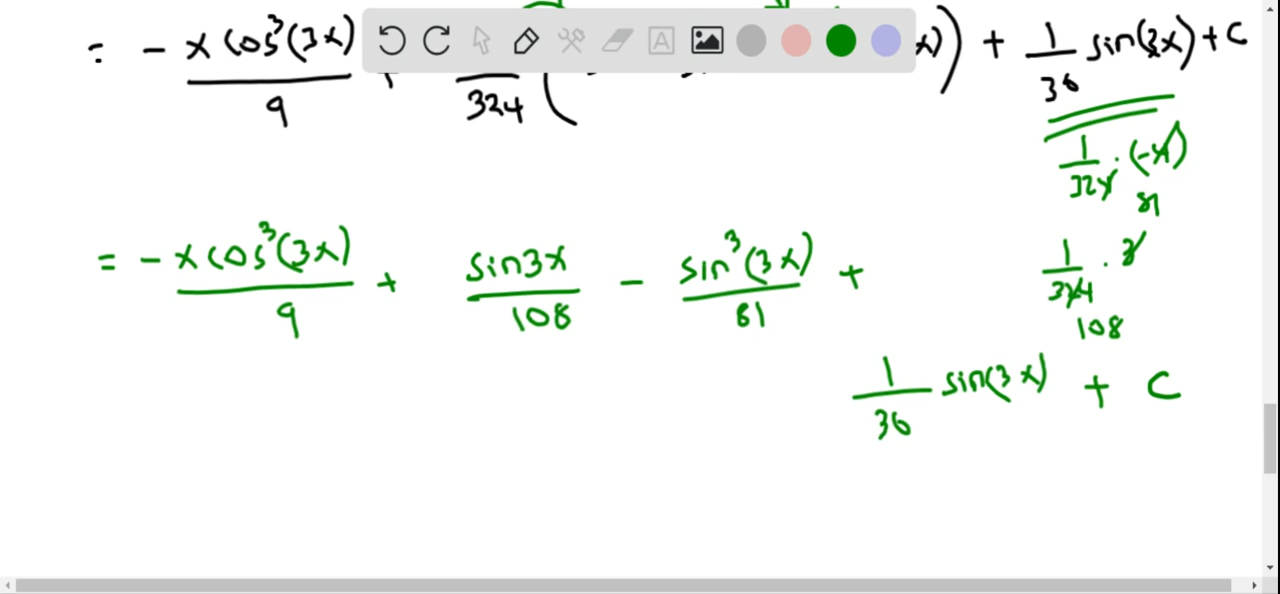 = - x cos³(3x)/9 + /324 ( x)) + 1/36 sin(3x) + C
1/324 · (-4)
81
= - x cos³(3x)/9 + sin3x/108 - sin³(3x)/81 +
1/324 · 3
108
1/36 sin(3x) + C